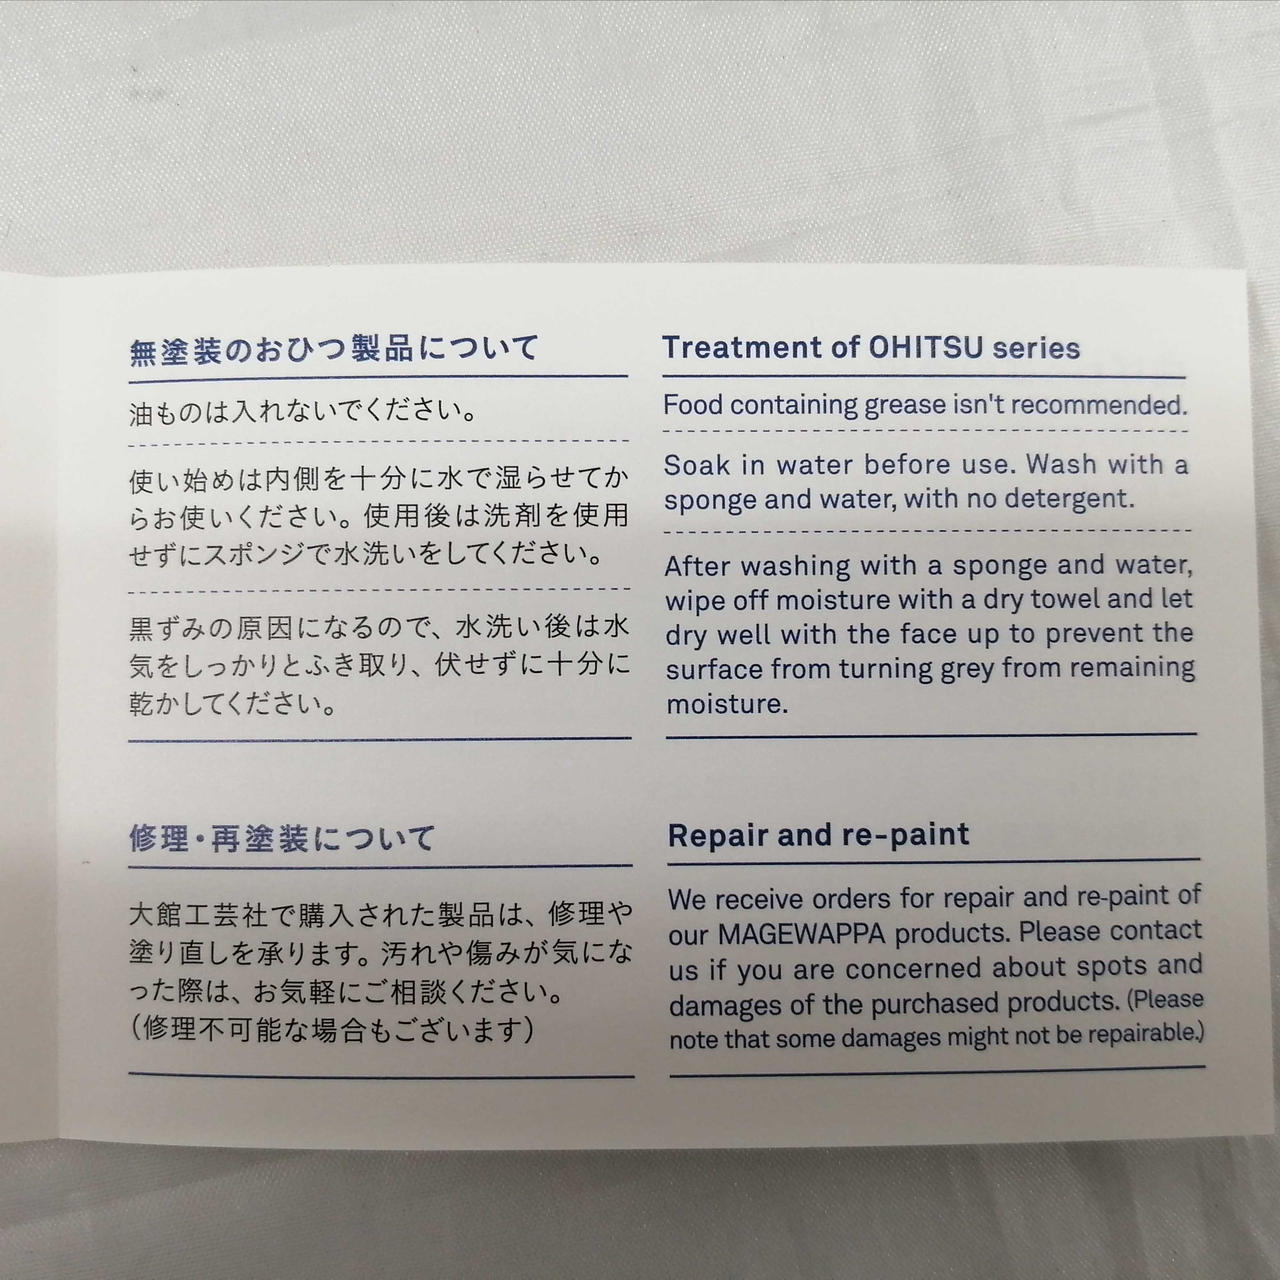 無塗装のおひつ製品について
油ものは入れないでください。
使い始めは内側を十分に水で湿らせてか
らお使いください。使用後は洗剤を使用
せずにスポンジで水洗いをしてください。
黒ずみの原因になるので、水洗い後は水
気をしっかりとふき取り、伏せずに十分に
乾かしてください。
修理・再塗装について
大館工芸社で購入された製品は、修理や
塗り直しを承ります。汚れや傷みが気にな
った際は、お気軽にご相談ください。
（修理不可能な場合もございます）
Treatment of OHITSU series
Food containing grease isn't recommended.
Soak in water before use. Wash with a
sponge and water, with no detergent.
After washing with a sponge and water,
wipe off moisture with a dry towel and let
dry well with the face up to prevent the
surface from turning grey from remaining
moisture.
Repair and re-paint
We receive orders for repair and re-paint of
our MAGEWAPPA products. Please contact
us if you are concerned about spots and
damages of the purchased products. (Please
note that some damages might not be repairable.)